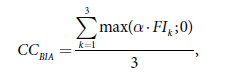 CC_{BIA} = \frac{\sum_{k=1}^{3} \max(\alpha \cdot FI_k; 0)}{3},